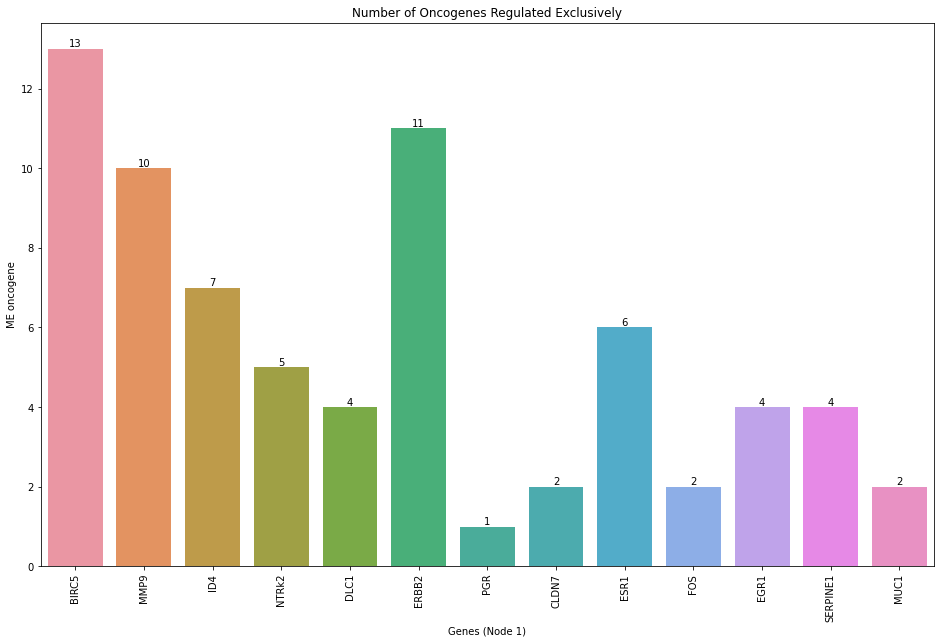 Number of Oncogenes Regulated Exclusively
ME oncogene
12
10
8
6
4
2
0
13
10
7
5
4
11
1
2
6
2
4
4
2
BIRC5
MMP9
ID4
NTRk2
DLC1
ERBB2
PGR
CLDN7
ESR1
FOS
EGR1
SERPINE1
MUC1
Genes (Node 1)